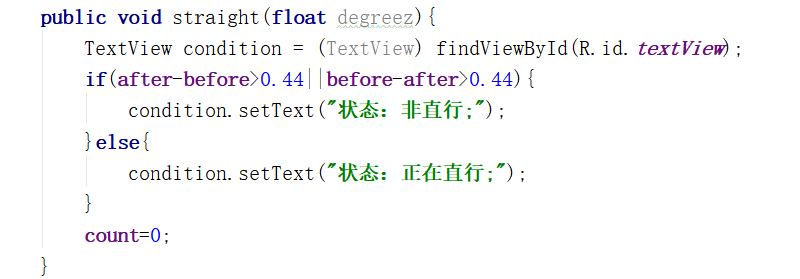 public void straight(float degreez){
TextView condition = (TextView) findViewById(R.id.textView);
if(after-before>0.44||before-after>0.44){
condition.setText("状态：非直行;");
}else{
condition.setText("状态：正在直行;");
}
count=0;
}